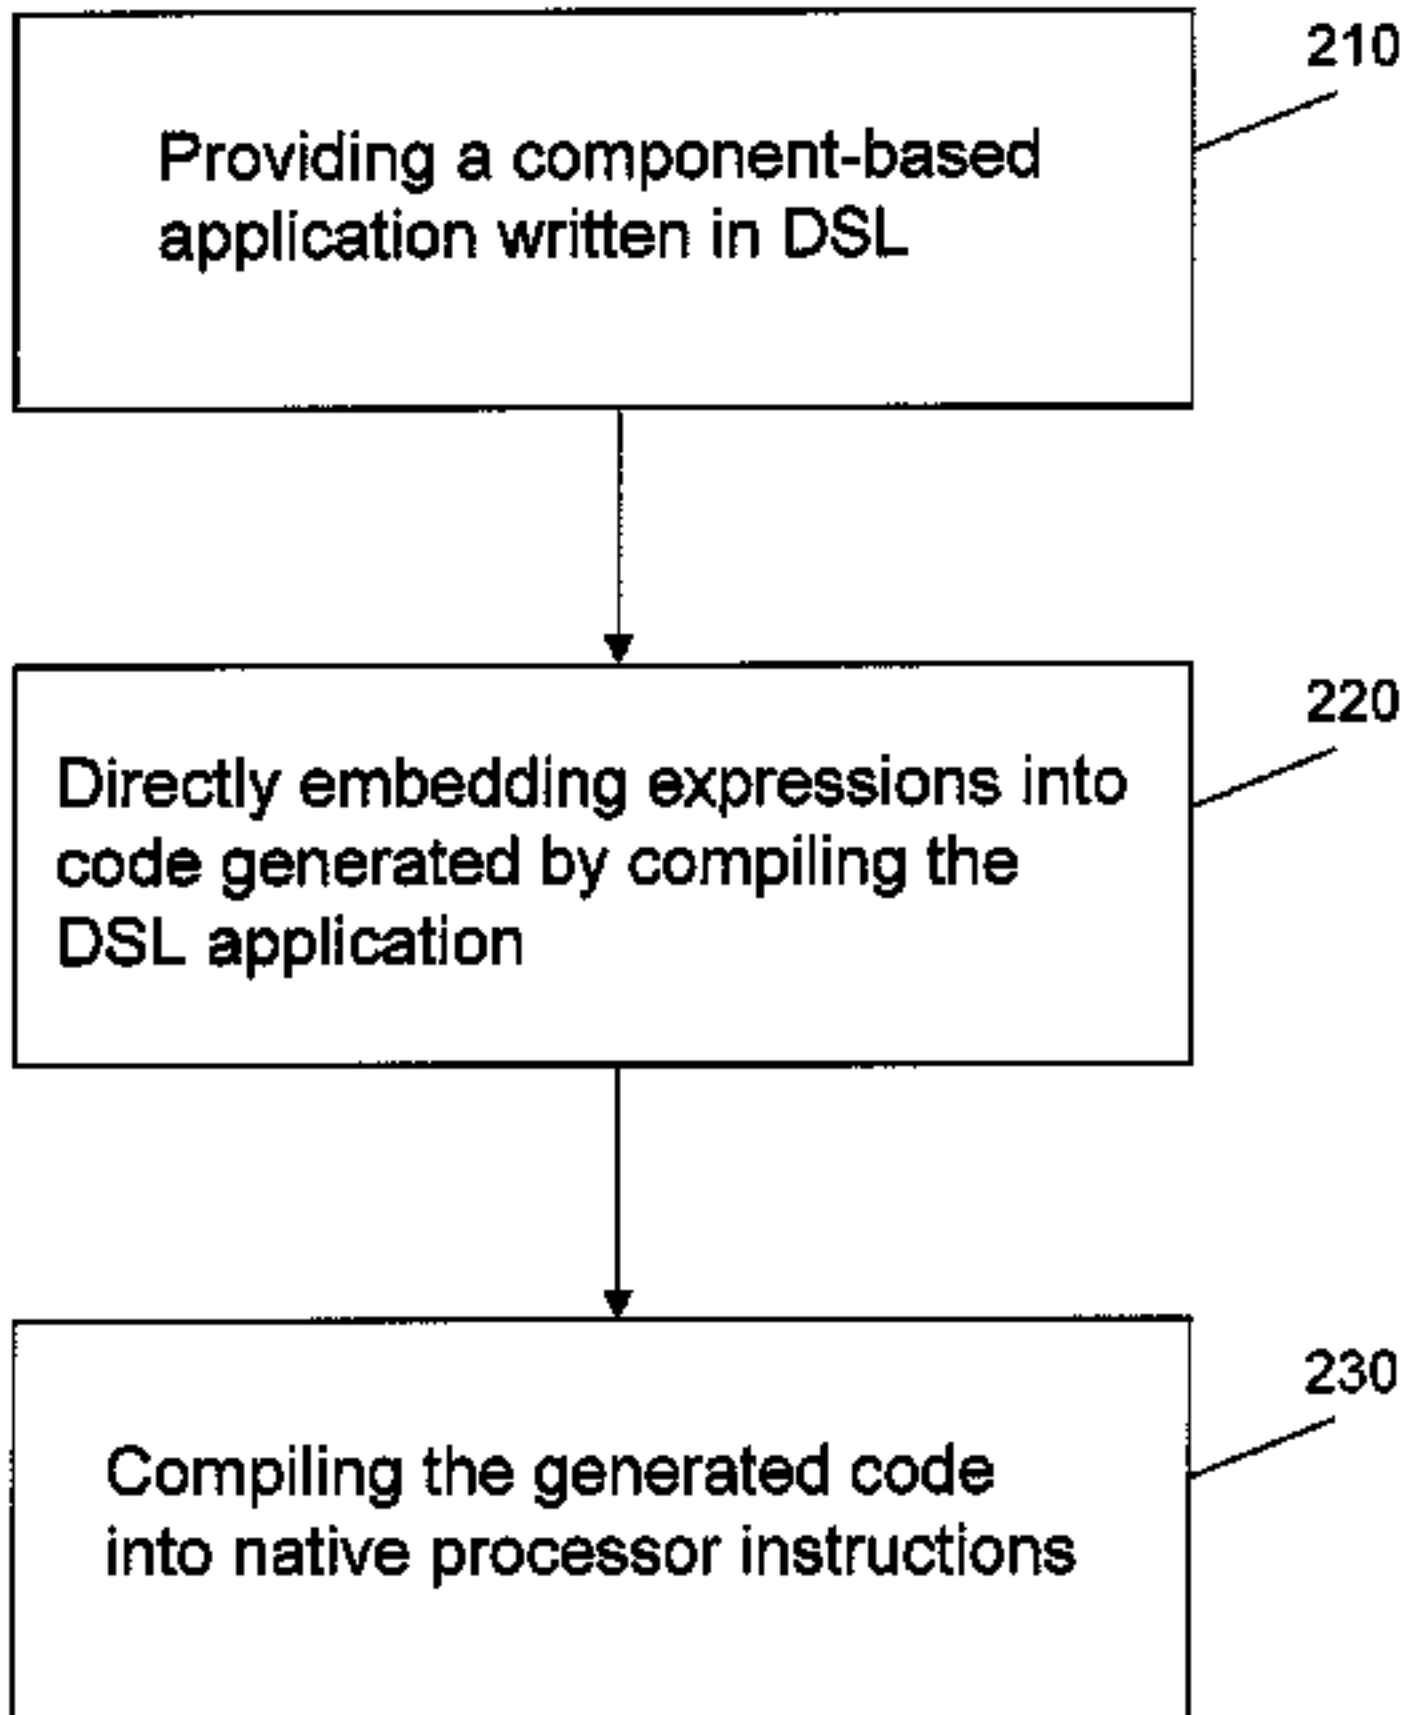 210
Providing a component-based
application written in DSL
220
Directly embedding expressions into
code generated by compiling the
DSL application
230
Compiling the generated code
into native processor instructions